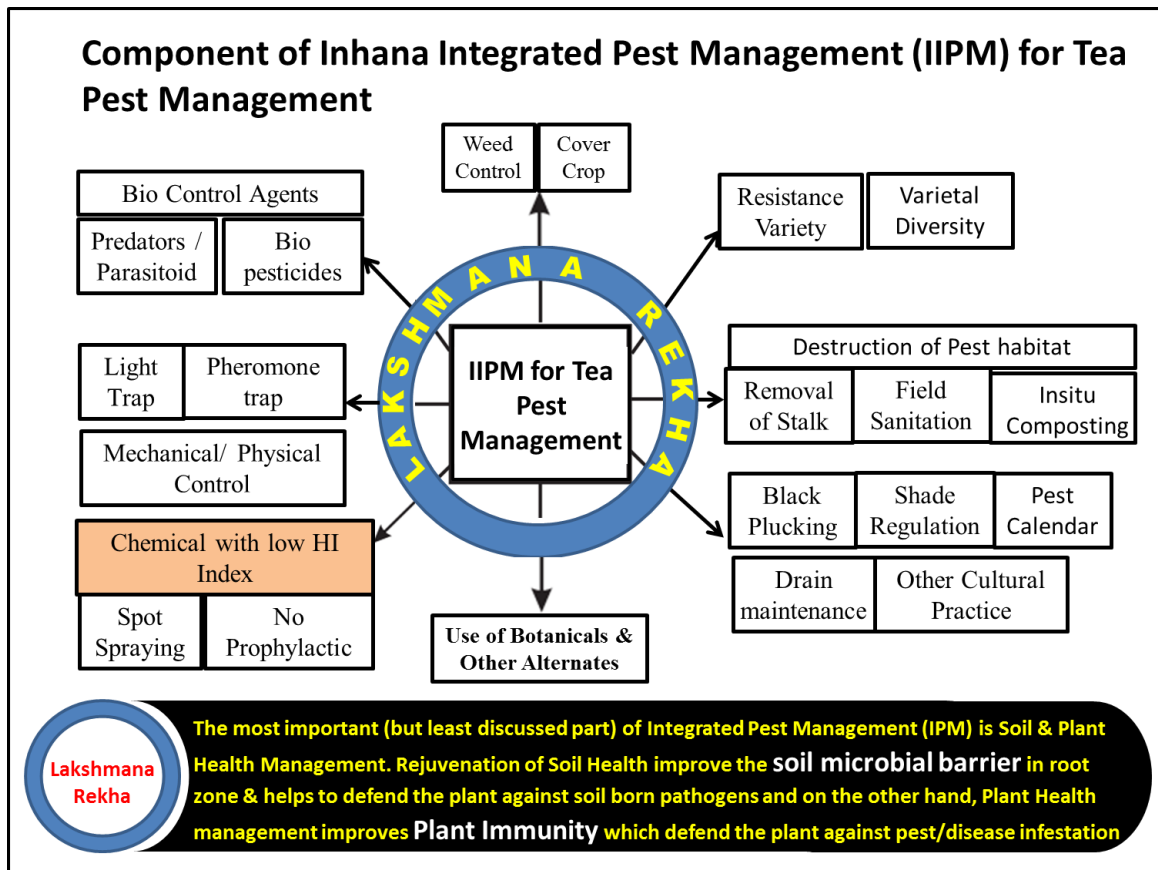 Component of Inhana Integrated Pest Management (IIPM) for Tea
Pest Management
Weed
Control
Cover
Crop
Bio Control Agents
Predators /
Parasitoid
Bio
pesticides
Resistance
Variety
Varietal
Diversity
LAKSHMANA REKHA
IIPM for Tea
Pest
Management
Light
Trap
Pheromone
trap
Mechanical/ Physical
Control
Destruction of Pest habitat
Removal
of Stalk
Field
Sanitation
Insitu
Composting
Black
Plucking
Shade
Regulation
Pest
Calendar
Drain
maintenance
Other Cultural
Practice
Chemical with low HI
Index
Spot
Spraying
No
Prophylactic
Use of Botanicals &
Other Alternates
Lakshmana
Rekha
The most important (but least discussed part) of Integrated Pest Management (IPM) is Soil & Plant
Health Management. Rejuvenation of Soil Health improve the soil microbial barrier in root
zone & helps to defend the plant against soil born pathogens and on the other hand, Plant Health
management improves Plant Immunity which defend the plant against pest/disease infestation